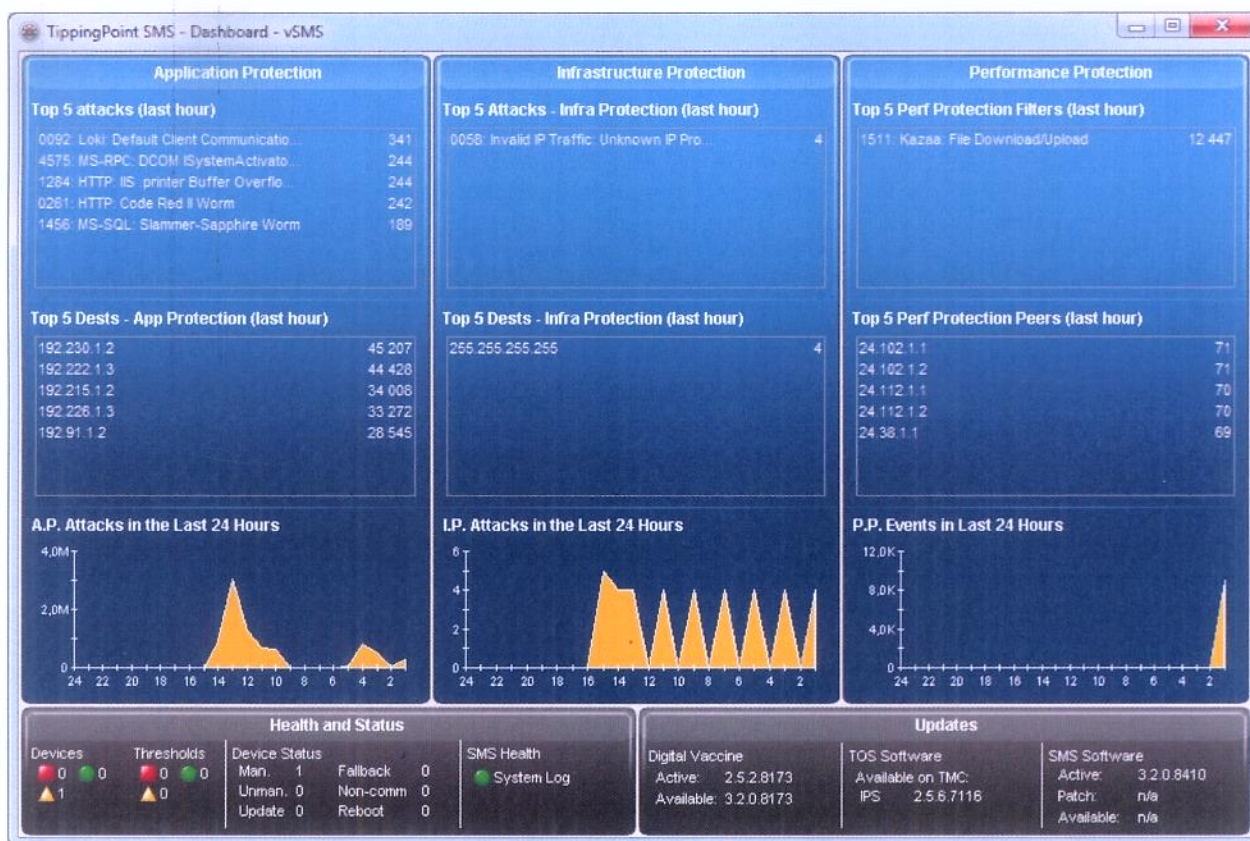 TippingPoint SMS - Dashboard - vSMS
Application Protection
Top 5 attacks (last hour)
0092: Loki: Default Client Communicatio... 341
4575: MS-RPC: DCOM ISystemActivato... 244
1284: HTTP: IIS .printer Buffer Overflo... 244
0261: HTTP: Code Red II Worm 242
1456: MS-SQL: Slammer-Sapphire Worm 189
Top 5 Dests - App Protection (last hour)
192.230.1.2 45 207
192.222.1.3 44 428
192.215.1.2 34 008
192.226.1.3 33 272
192.91.1.2 28 545
A.P. Attacks in the Last 24 Hours
4,0M
2,0M
0
24 22 20 18 16 14 12 10 8 6 4 2
Infrastructure Protection
Top 5 Attacks - Infra Protection (last hour)
0058: Invalid IP Traffic: Unknown IP Pro... 4
Top 5 Dests - Infra Protection (last hour)
255.255.255.255 4
I.P. Attacks in the Last 24 Hours
6
4
2
0
24 22 20 18 16 14 12 10 8 6 4 2
Performance Protection
Top 5 Perf Protection Filters (last hour)
1511: Kazaa: File Download/Upload 12 447
Top 5 Perf Protection Peers (last hour)
24.102.1.1 71
24.102.1.2 71
24.112.1.1 70
24.112.1.2 70
24.38.1.1 69
P.P. Events in Last 24 Hours
12,0K
8,0K
4,0K
0
24 22 20 18 16 14 12 10 8 6 4 2
Health and Status
Devices
0 0
1
Thresholds
0 0
0
Device Status
Man. 1 Fallback 0
Unman. 0 Non-comm 0
Update 0 Reboot 0
SMS Health
System Log
Updates
Digital Vaccine
Active: 2.5.2.8173
Available: 3.2.0.8173
TOS Software
Available on TMC:
IPS 2.5.6.7116
SMS Software
Active: 3.2.0.8410
Patch: n/a
Available: n/a